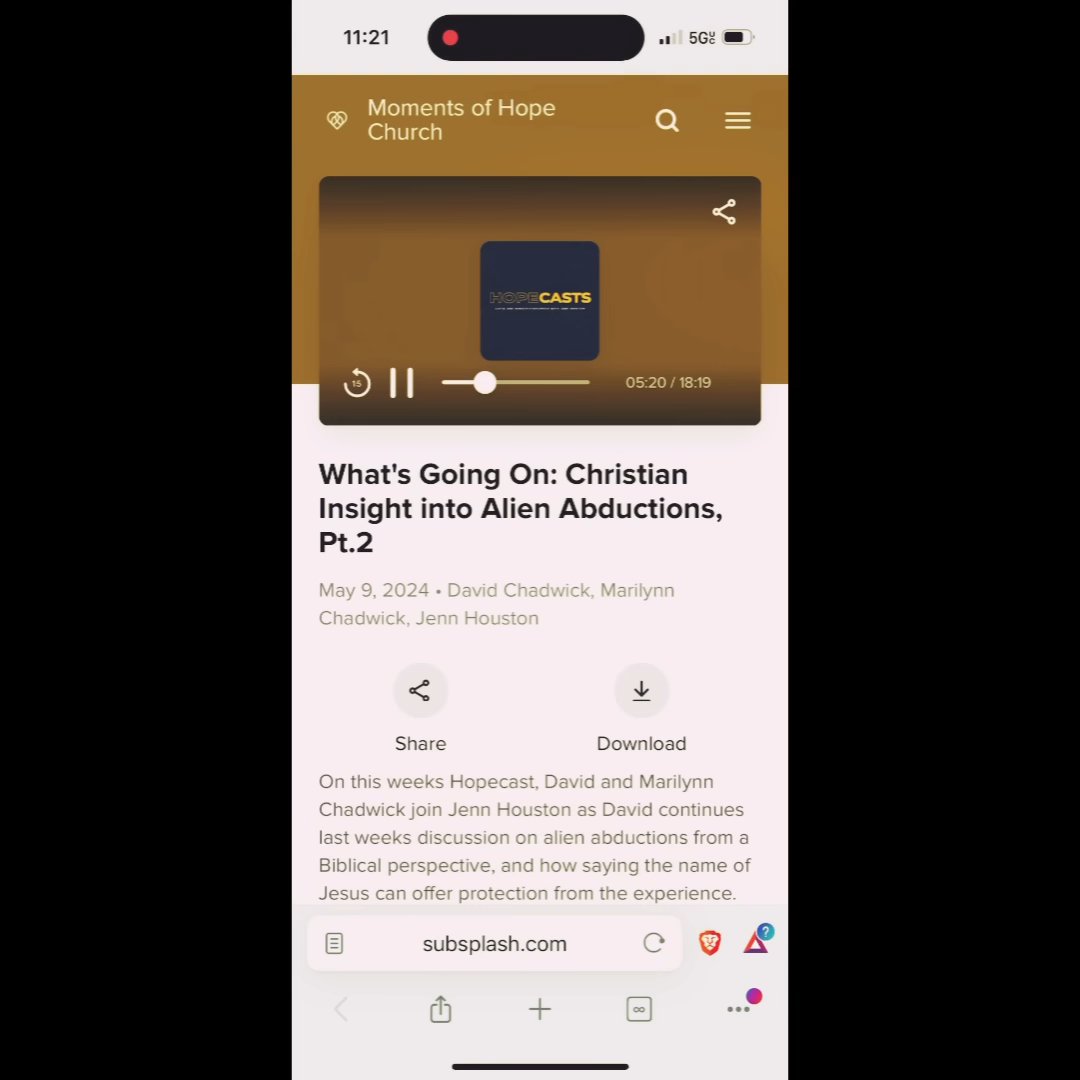 11:21
5G
Moments of Hope
Church
HOPECASTS
15
05:20 / 18:19
What's Going On: Christian
Insight into Alien Abductions,
Pt.2
May 9, 2024 • David Chadwick, Marilynn
Chadwick, Jenn Houston
Share
Download
On this weeks Hopecast, David and Marilynn
Chadwick join Jenn Houston as David continues
last weeks discussion on alien abductions from a
Biblical perspective, and how saying the name of
Jesus can offer protection from the experience.
subsplash.com
?
∞